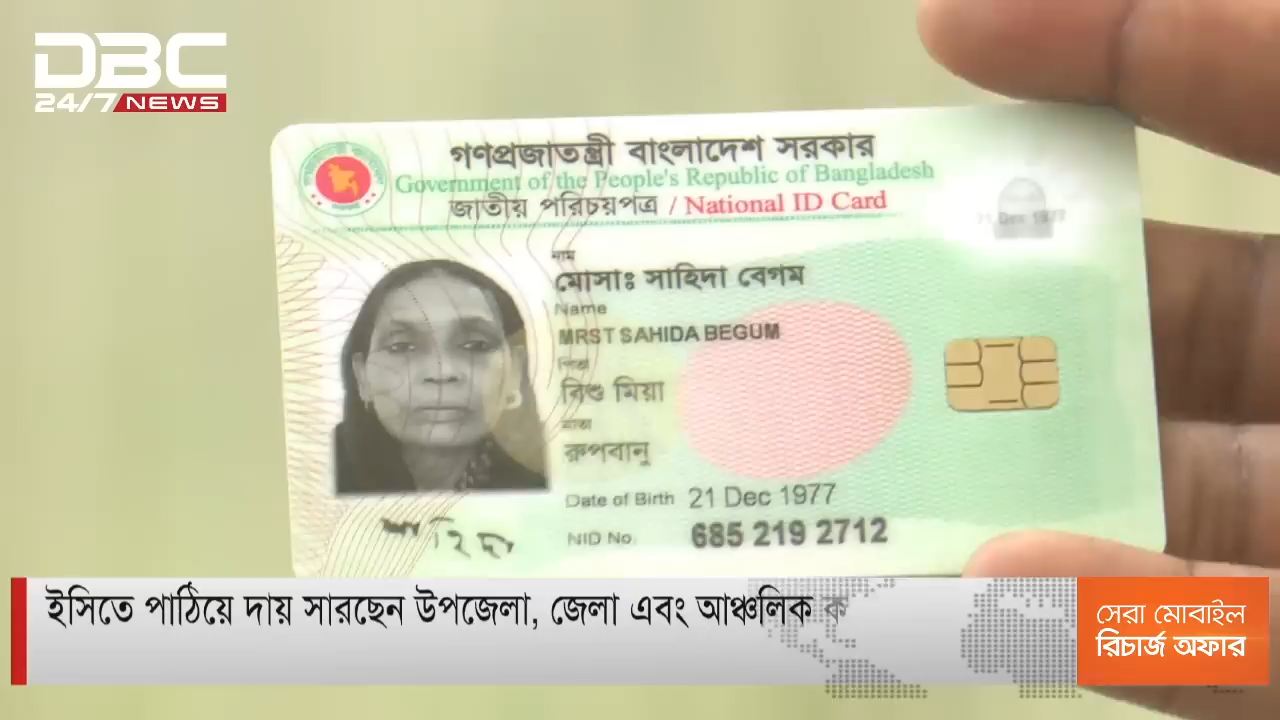 DBC
24/7 NEWS
গণপ্রজাতন্ত্রী বাংলাদেশ সরকার
Government of the People's Republic of Bangladesh
জাতীয় পরিচয়পত্র / National ID Card
21 Dec 1977
নাম
মোসাঃ সাহিদা বেগম
Name
MRST SAHIDA BEGUM
পিতা
বিশু মিয়া
মাতা
রুপবানু
Date of Birth 21 Dec 1977
NID No. 685 219 2712
সাহিদা
ইসিতে পাঠিয়ে দায় সারছেন উপজেলা, জেলা এবং আঞ্চলিক ক
সেরা মোবাইল
রিচার্জ অফার